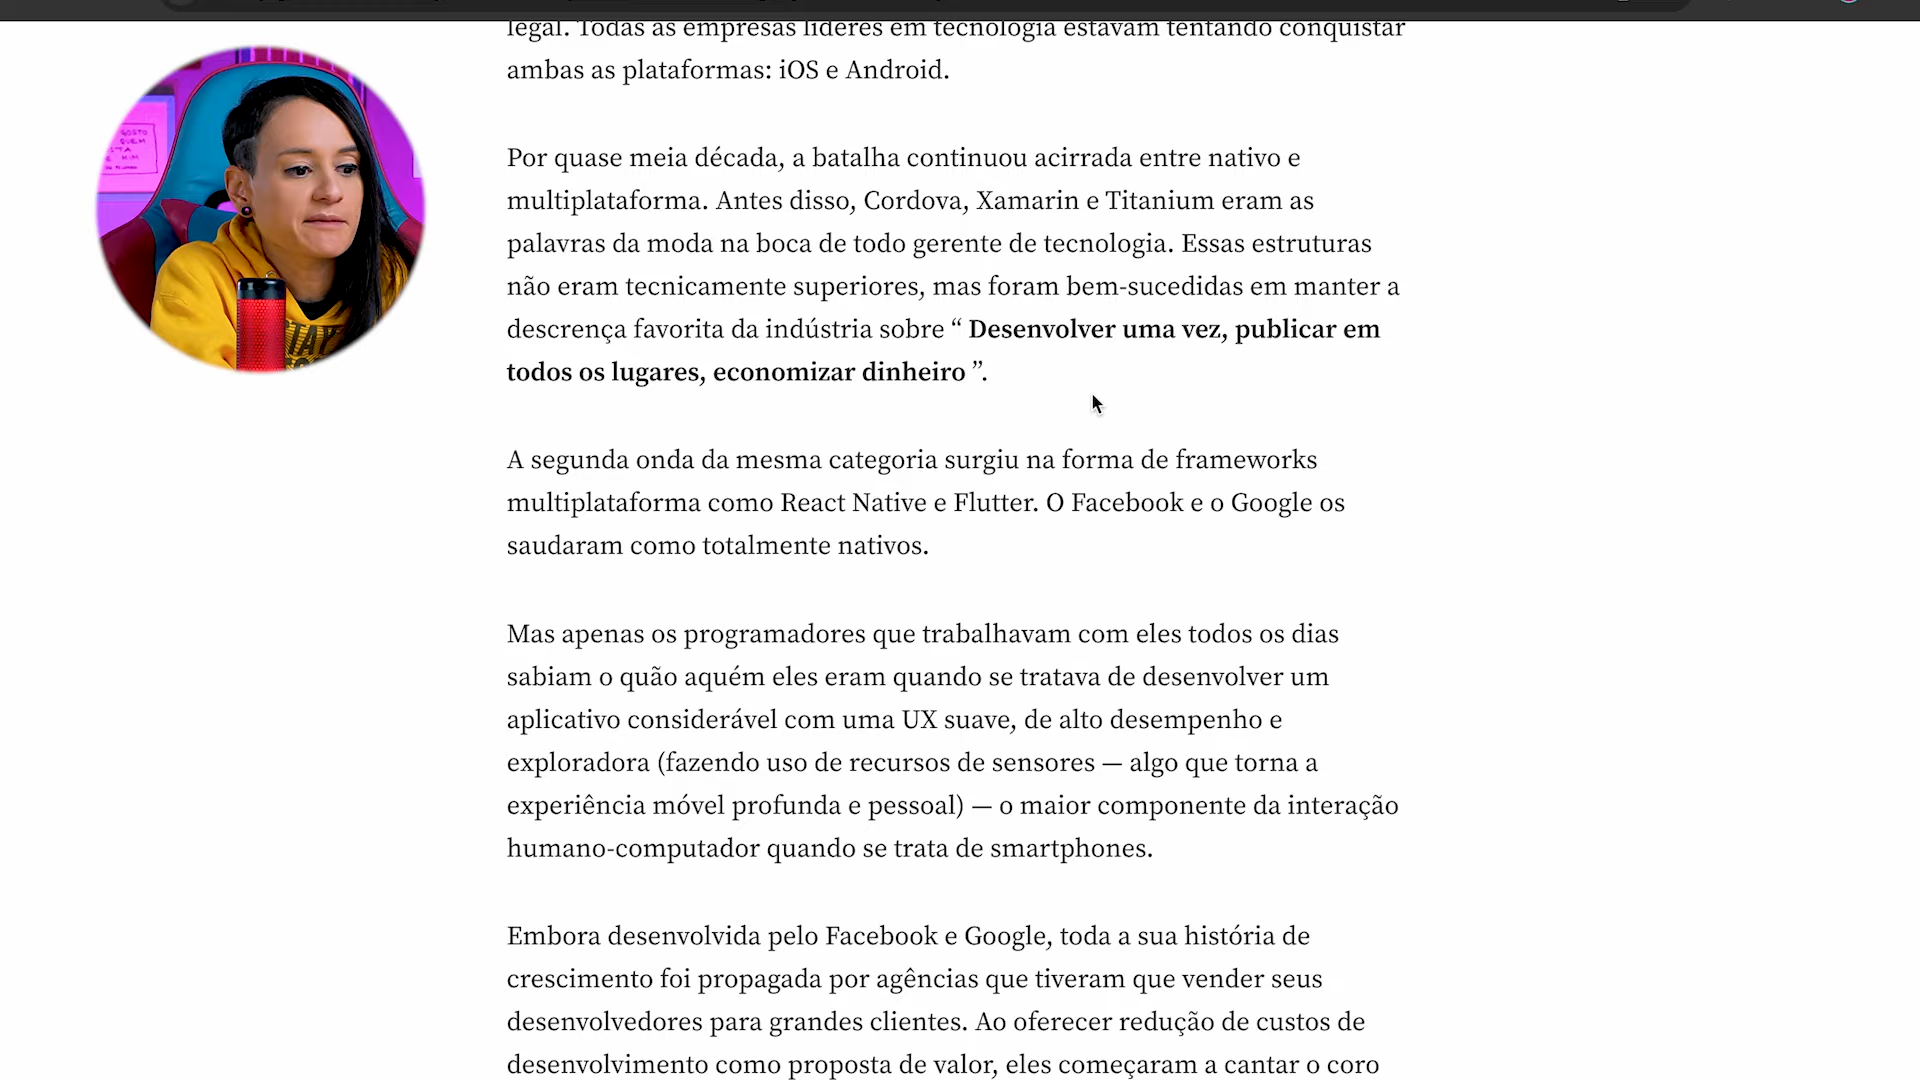 legal. Todas as empresas líderes em tecnologia estavam tentando conquistar
ambas as plataformas: iOS e Android.
Por quase meia década, a batalha continuou acirrada entre nativo e
multiplataforma. Antes disso, Cordova, Xamarin e Titanium eram as
palavras da moda na boca de todo gerente de tecnologia. Essas estruturas
não eram tecnicamente superiores, mas foram bem-sucedidas em manter a
descrença favorita da indústria sobre “ Desenvolver uma vez, publicar em
todos os lugares, economizar dinheiro ”.
A segunda onda da mesma categoria surgiu na forma de frameworks
multiplataforma como React Native e Flutter. O Facebook e o Google os
saudaram como totalmente nativos.
Mas apenas os programadores que trabalhavam com eles todos os dias
sabiam o quão aquém eles eram quando se tratava de desenvolver um
aplicativo considerável com uma UX suave, de alto desempenho e
exploradora (fazendo uso de recursos de sensores — algo que torna a
experiência móvel profunda e pessoal) — o maior componente da interação
humano-computador quando se trata de smartphones.
Embora desenvolvida pelo Facebook e Google, toda a sua história de
crescimento foi propagada por agências que tiveram que vender seus
desenvolvedores para grandes clientes. Ao oferecer redução de custos de
desenvolvimento como proposta de valor, eles começaram a cantar o coro